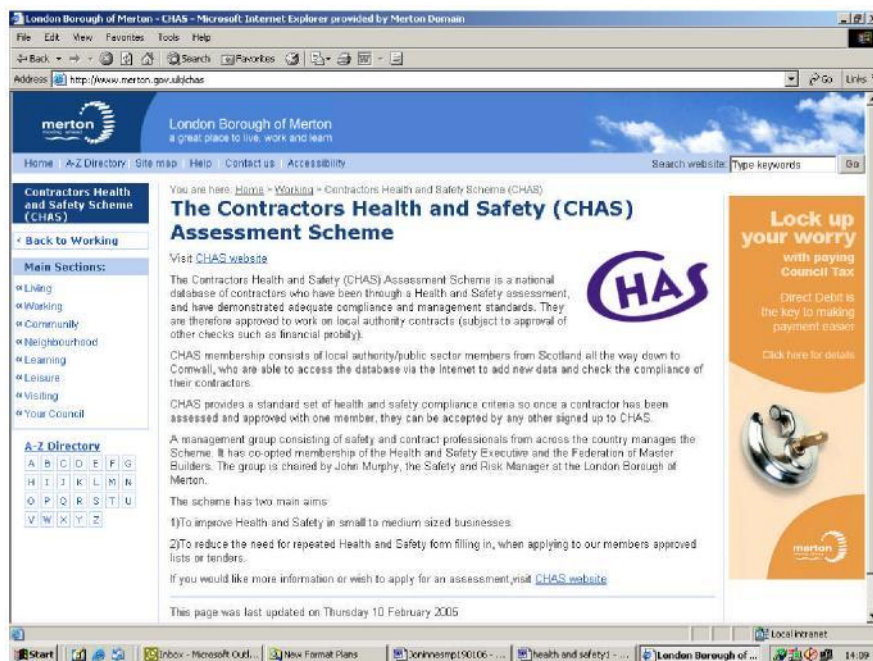 London Borough of Merton - CHAS - Microsoft Internet Explorer provided by Merton Domain
File Edit View Favorites Tools Help
Back Search Favorites
Address http://www.merton.gov.uk/chas Go Links
merton
London Borough of Merton
a great place to live, work and learn
Home A-Z Directory Site map Help Contact us Accessibility
Search website: Type keywords Go
Contractors Health
and Safety Scheme
(CHAS)
‹ Back to Working
Main Sections:
Living
Working
Community
Neighbourhood
Learning
Leisure
Visiting
Your Council
A-Z Directory
A B C D E F G
H I J K L M N
O P Q R S T U
V W X Y Z
You are here: Home > Working > Contractors Health and Safety Scheme (CHAS)
The Contractors Health and Safety (CHAS)
Assessment Scheme
Visit CHAS website
CHAS
The Contractors Health and Safety (CHAS) Assessment Scheme is a national
database of contractors who have been through a Health and Safety assessment,
and have demonstrated adequate compliance and management standards. They
are therefore approved to work on local authority contracts (subject to approval of
other checks such as financial probity).
CHAS membership consists of local authority/public sector members from Scotland all the way down to
Cornwall, who are able to access the database via the Internet to add new data and check the compliance of
their contractors.
CHAS provides a standard set of health and safety compliance criteria so once a contractor has been
assessed and approved with one member, they can be accepted by any other signed up to CHAS.
A management group consisting of safety and contract professionals from across the country manages the
Scheme. It has co-opted membership of the Health and Safety Executive and the Federation of Master
Builders. The group is chaired by John Murphy, the Safety and Risk Manager at the London Borough of
Merton.
The scheme has two main aims:
1)To improve Health and Safety in small to medium sized businesses.
2)To reduce the need for repeated Health and Safety form filling in, when applying to our members approved
lists or tenders.
If you would like more information or wish to apply for an assessment,visit CHAS website
This page was last updated on Thursday 10 February 2005
Lock up
your worry
with paying
Council Tax
Direct Debit is
the key to making
payment easier
Click here for details
merton
Local intranet
Start Inbox - Microsoft Outl... New Format Plans health and safety1 - ... London Borough of ... 14:09